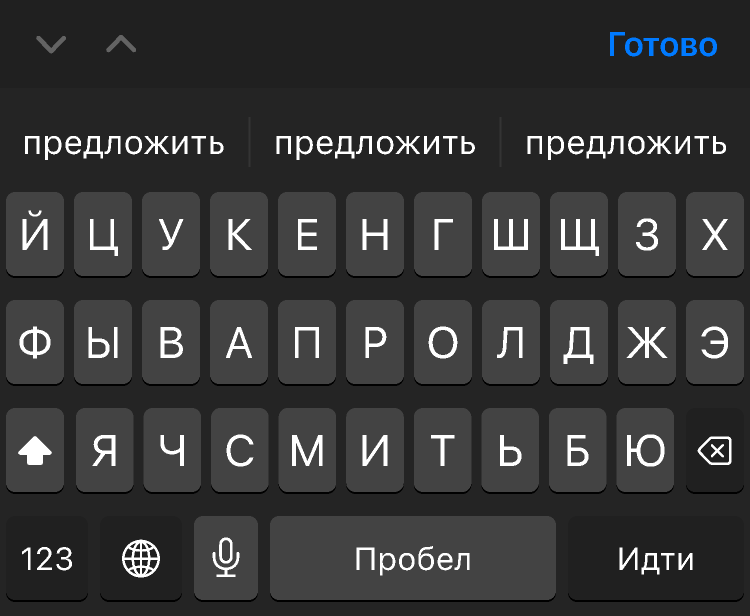 Готово
предложить предложить предложить
Й Ц У К Е Н Г Ш Щ З Х
Ф Ы В А П Р О Л Д Ж Э
Я Ч С М И Т Ь Б Ю
123 Пробел Идти